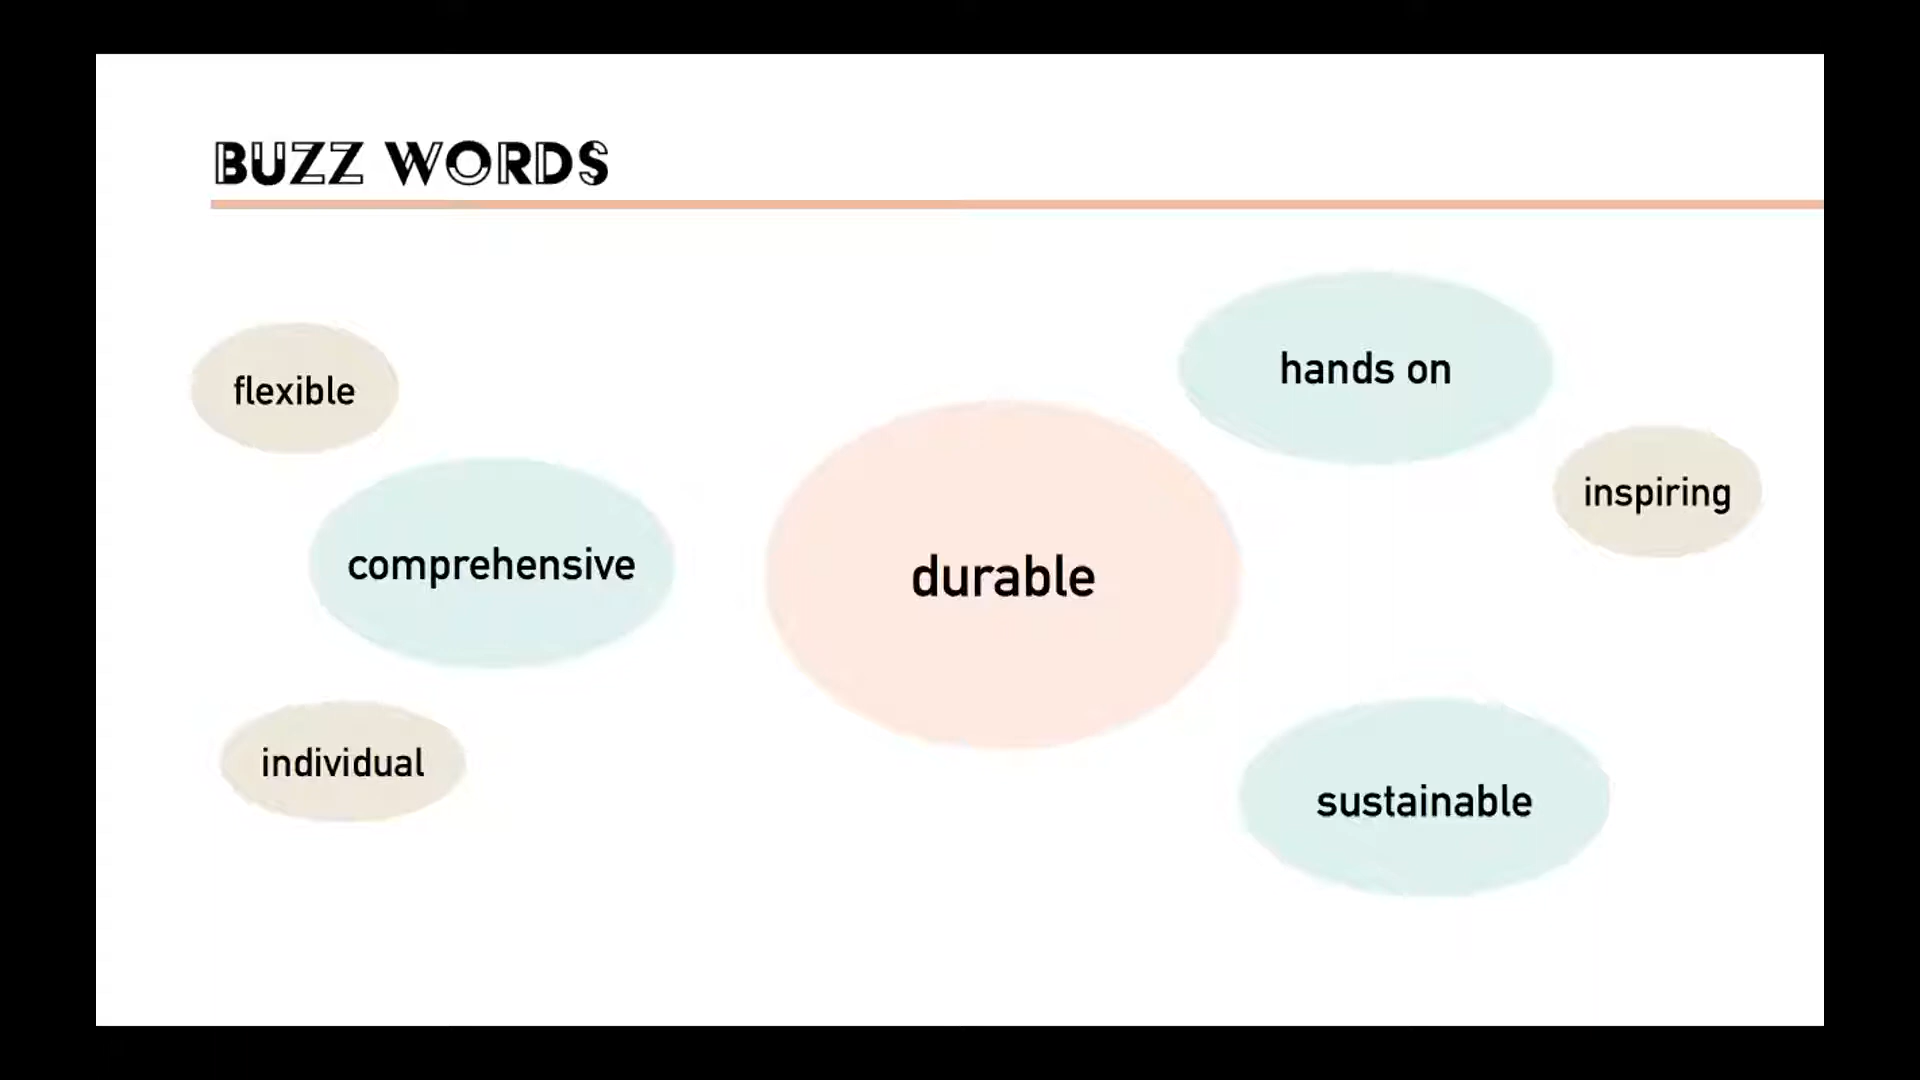 BUZZ WORDS
flexible
hands on
inspiring
comprehensive
durable
individual
sustainable